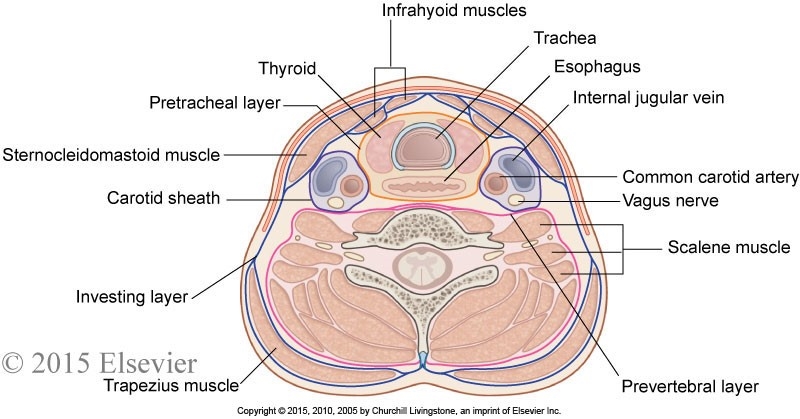 Infrahyoid muscles
Trachea
Thyroid
Esophagus
Pretracheal layer
Internal jugular vein
Sternocleidomastoid muscle
Common carotid artery
Carotid sheath
Vagus nerve
Scalene muscle
Investing layer
© 2015 Elsevier
Trapezius muscle
Prevertebral layer
Copyright © 2015, 2010, 2005 by Churchill Livingstone, an imprint of Elsevier Inc.